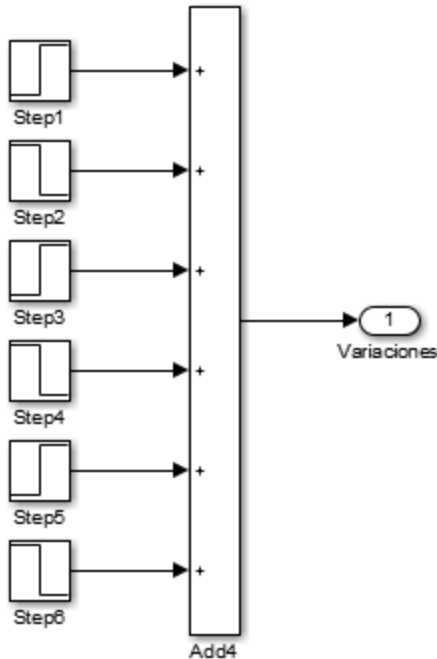 +
Step1
+
Step2
+
Step3
1
Variaciones
+
Step4
+
Step5
+
Step6
Add4